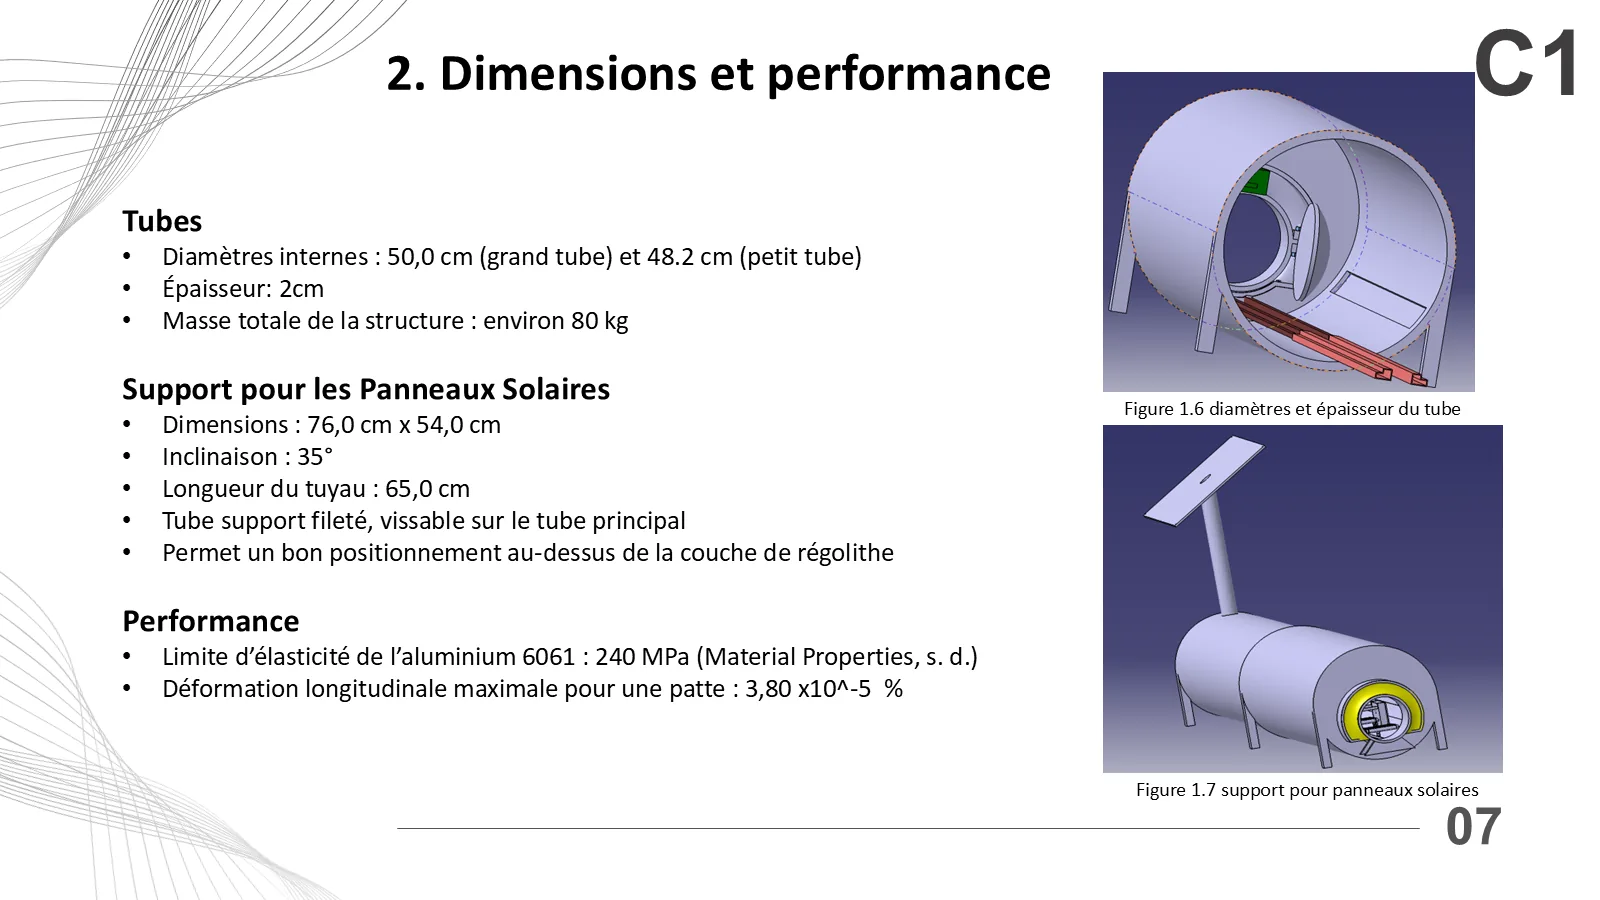 C1
2. Dimensions et performance
Tubes
• Diamètres internes : 50,0 cm (grand tube) et 48.2 cm (petit tube)
• Épaisseur: 2cm
• Masse totale de la structure : environ 80 kg
Support pour les Panneaux Solaires
• Dimensions : 76,0 cm x 54,0 cm
• Inclinaison : 35°
• Longueur du tuyau : 65,0 cm
• Tube support fileté, vissable sur le tube principal
• Permet un bon positionnement au-dessus de la couche de régolithe
Performance
• Limite d’élasticité de l’aluminium 6061 : 240 MPa (Material Properties, s. d.)
• Déformation longitudinale maximale pour une patte : 3,80 x10^-5 %
Figure 1.6 diamètres et épaisseur du tube
Figure 1.7 support pour panneaux solaires
07